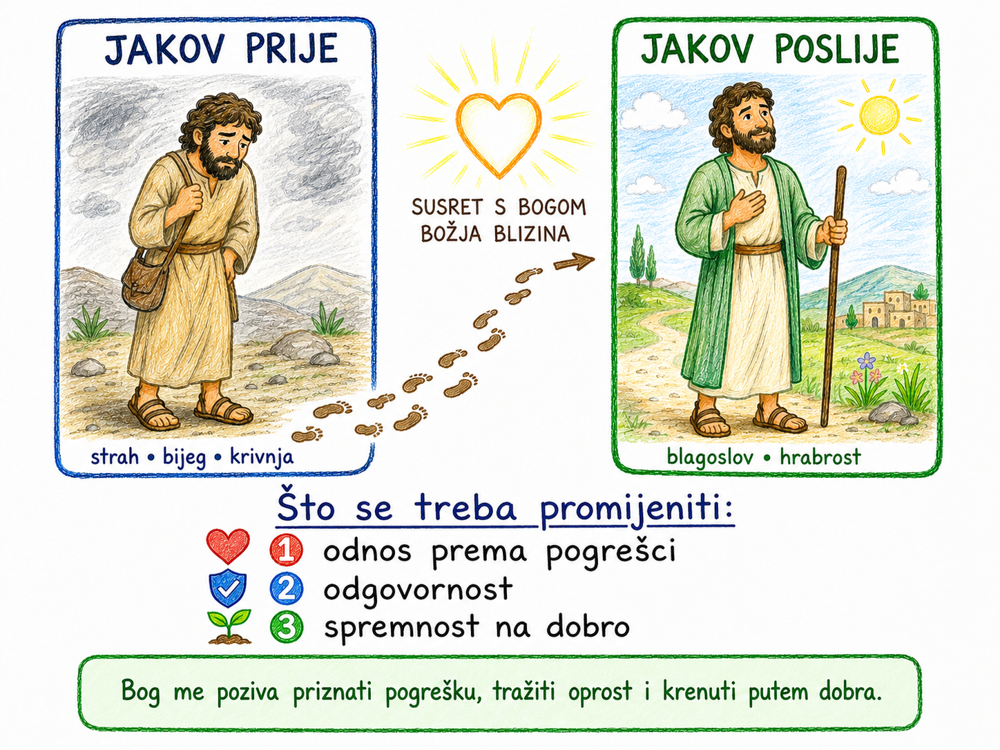 JAKOV PRIJE
strah • bijeg • krivnja
SUSRET S BOGOM
BOŽJA BLIZINA
JAKOV POSLIJE
blagoslov • hrabrost
Što se treba promijeniti:
1 odnos prema pogrešci
2 odgovornost
3 spremnost na dobro
Bog me poziva priznati pogrešku, tražiti oprost i krenuti putem dobra.